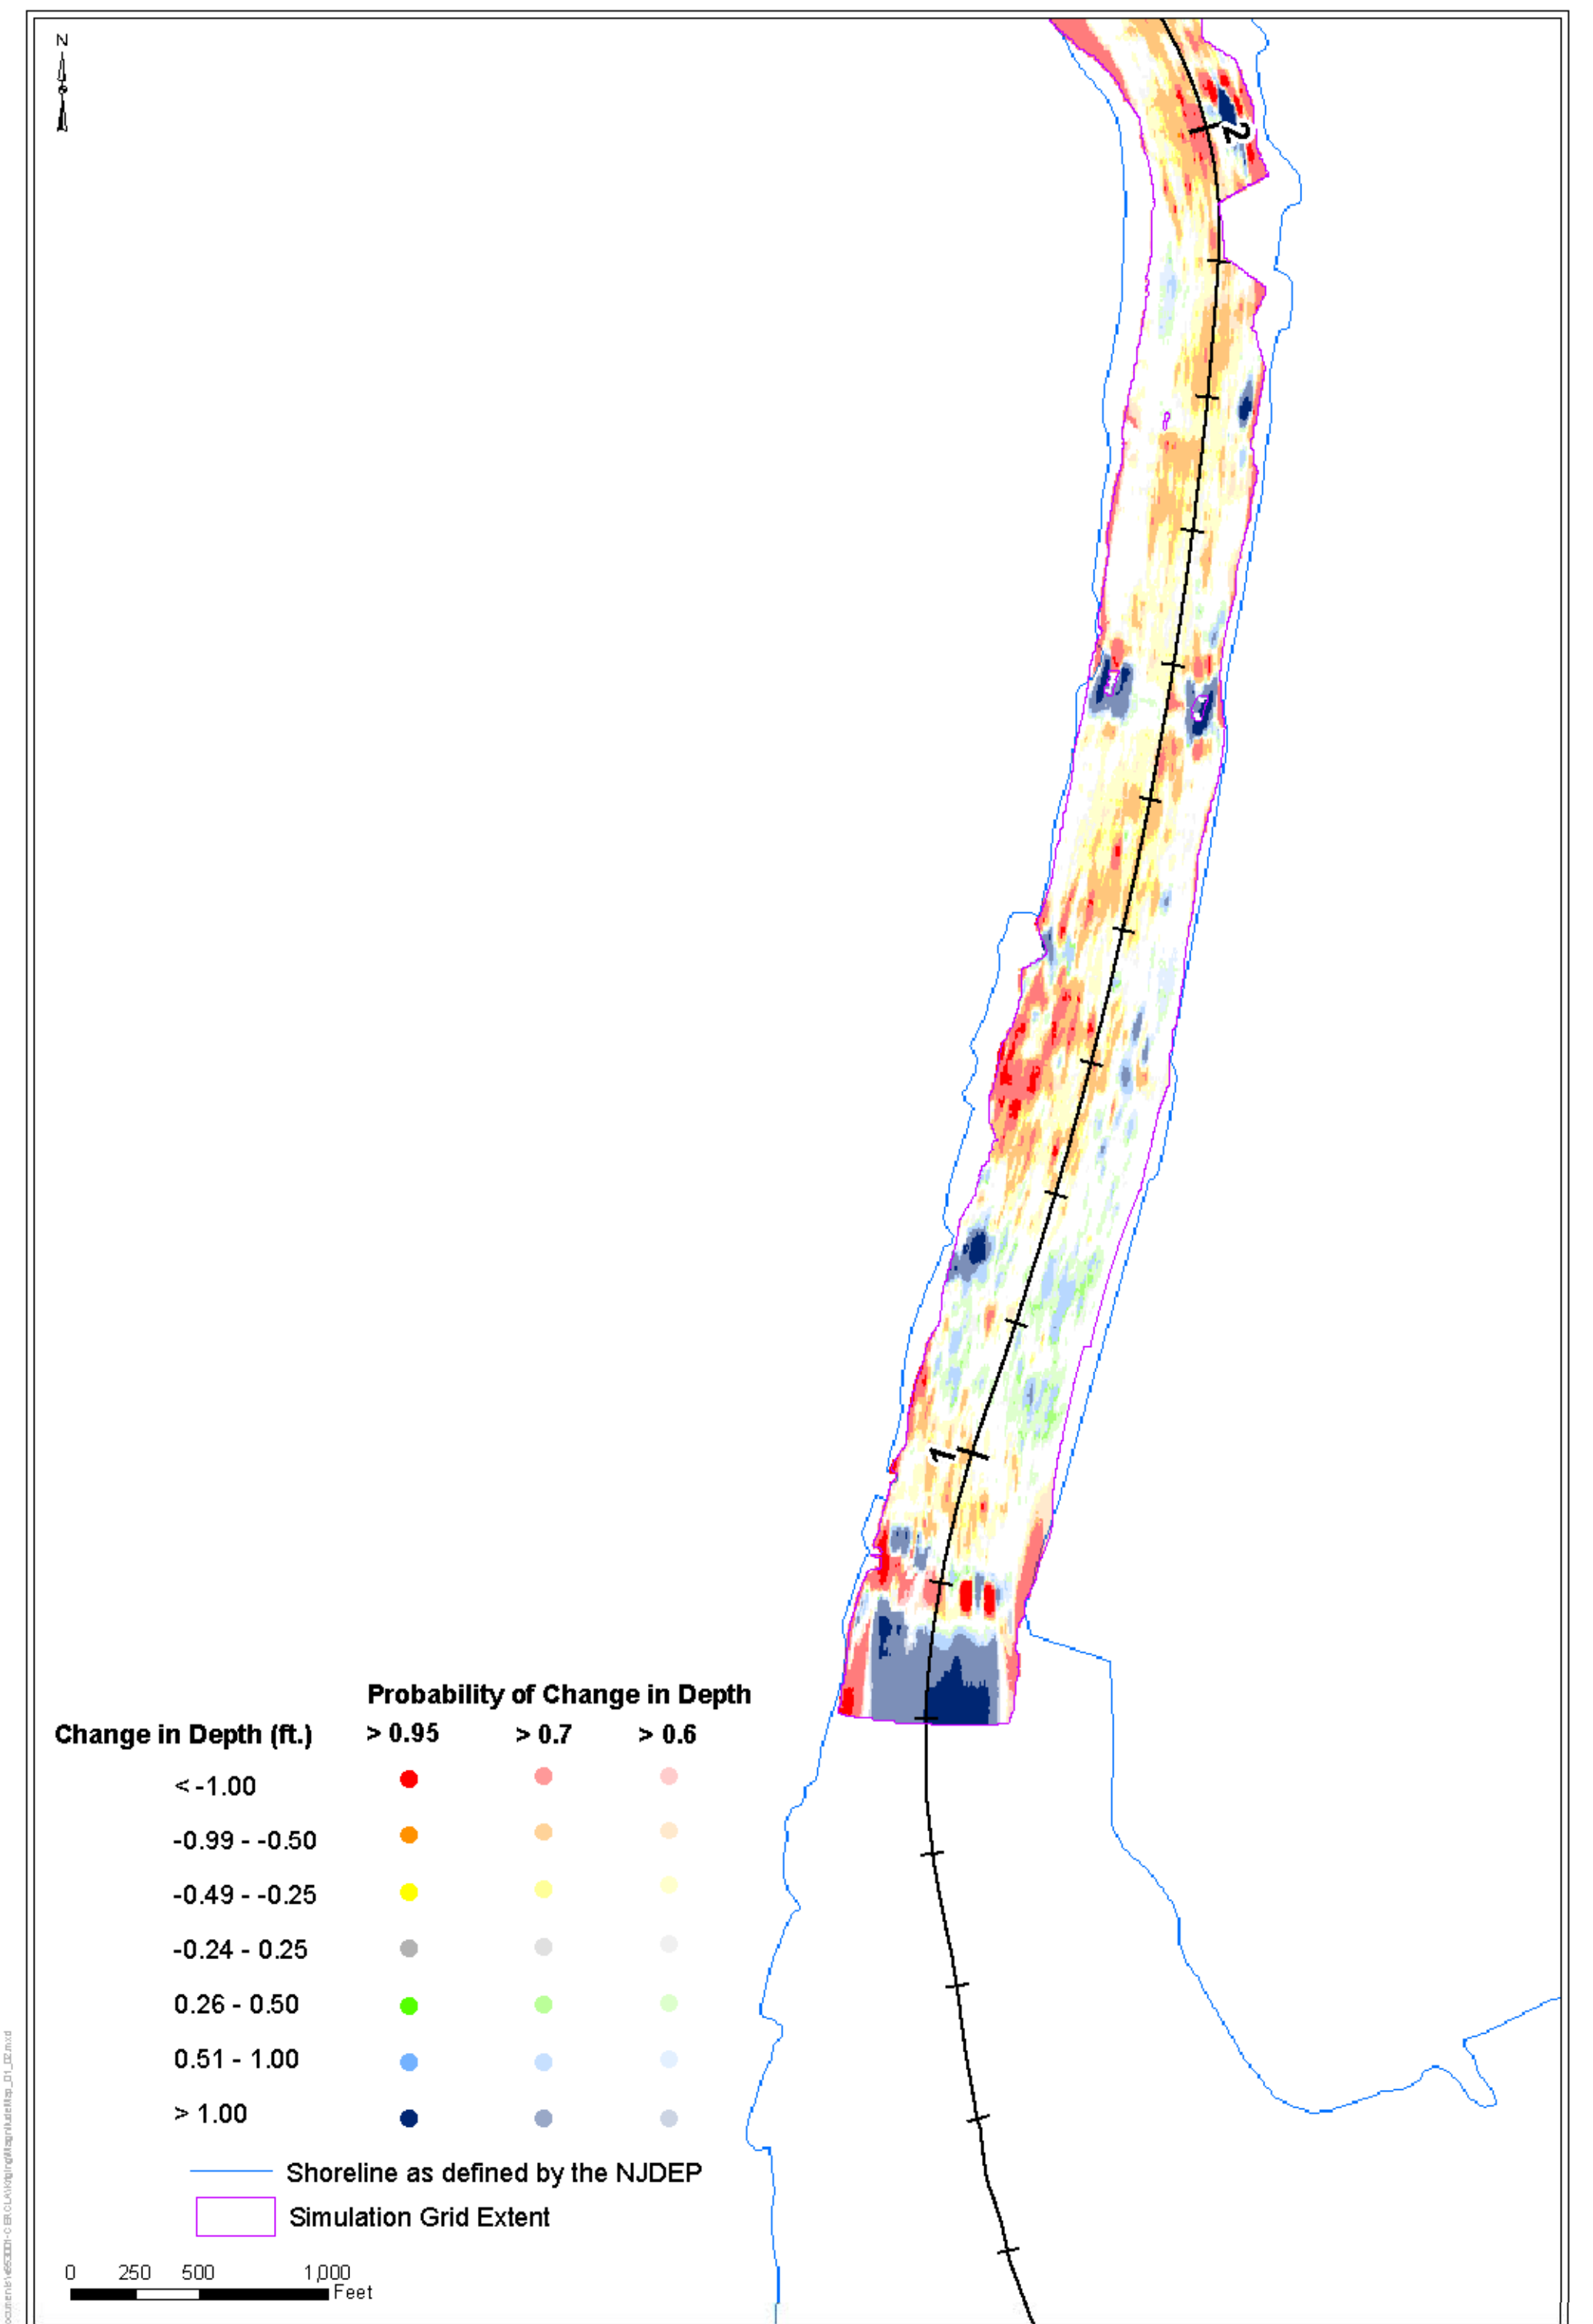 N
2
1
Probability of Change in Depth
Change in Depth (ft.) > 0.95 > 0.7 > 0.6
< -1.00
-0.99 - -0.50
-0.49 - -0.25
-0.24 - 0.25
0.26 - 0.50
0.51 - 1.00
> 1.00
Shoreline as defined by the NJDEP
Simulation Grid Extent
0 250 500 1,000
Feet